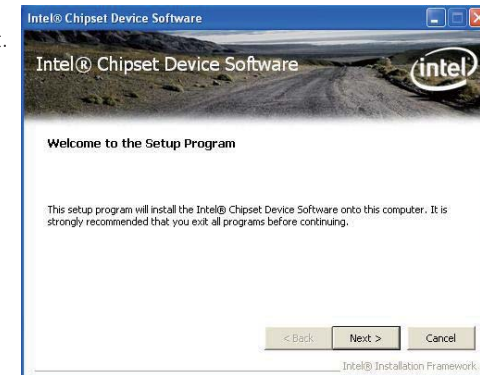 Intel® Chipset Device Software
t.
Intel® Chipset Device Software
intel
Welcome to the Setup Program
This setup program will install the Intel® Chipset Device Software onto this computer. It is
strongly recommended that you exit all programs before continuing.
< Back
Next >
Cancel
Intel® Installation Framework